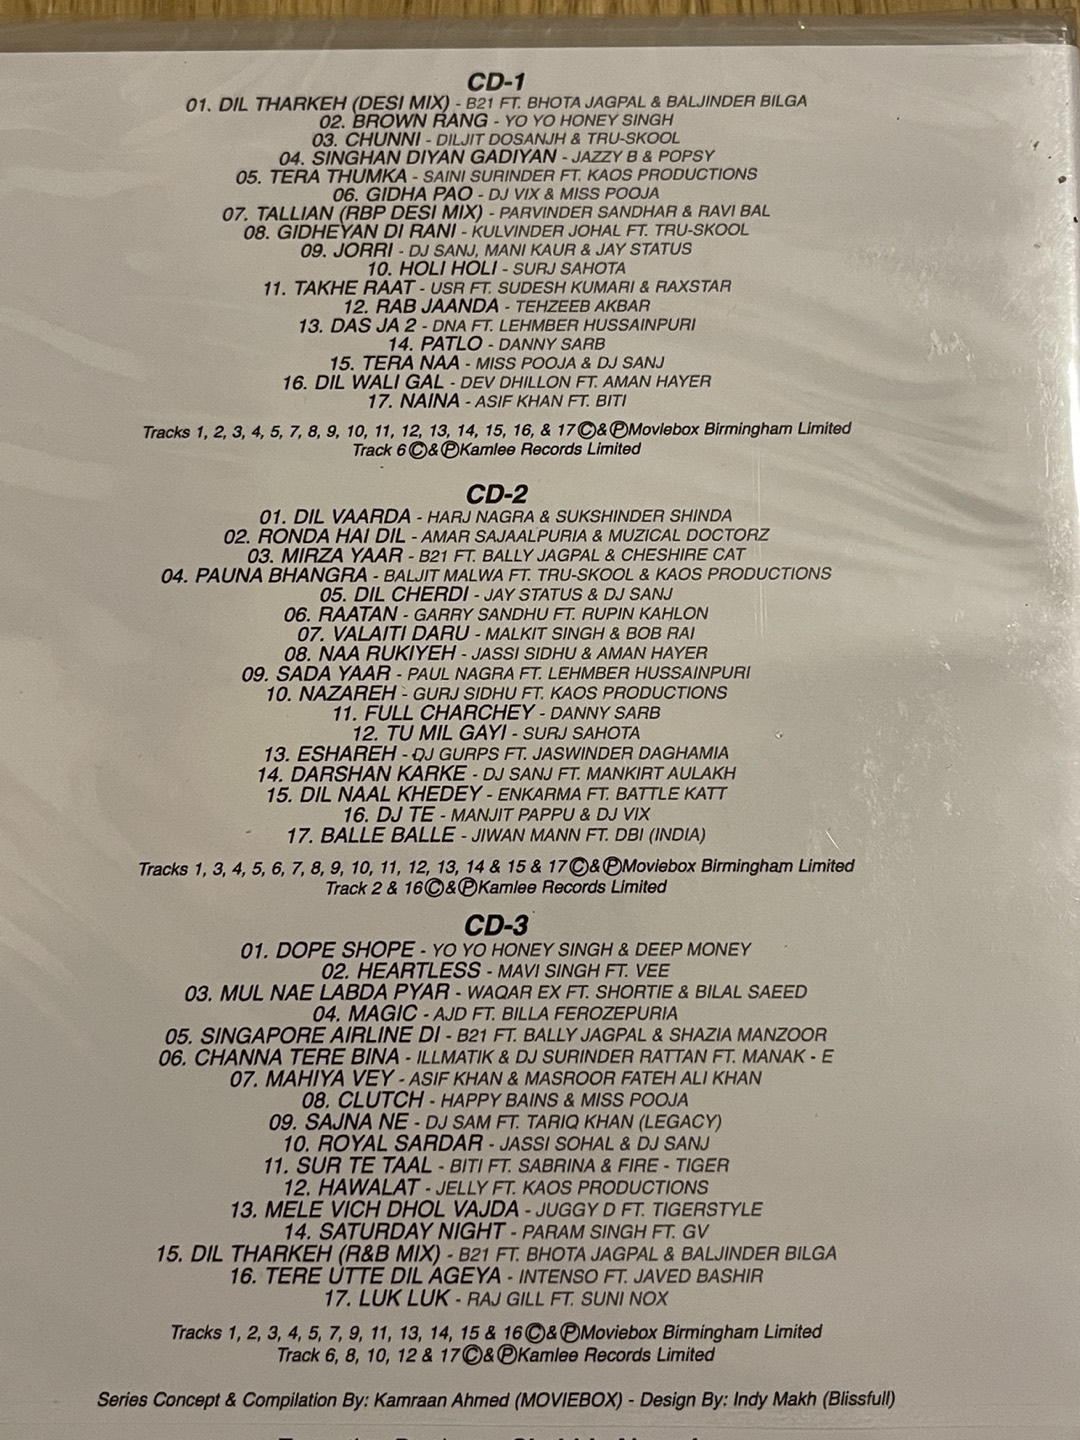 CD-1
01. DIL THARKEH (DESI MIX) - B21 FT. BHOTA JAGPAL & BALJINDER BILGA
02. BROWN RANG - YO YO HONEY SINGH
03. CHUNNI - DILJIT DOSANJH & TRU-SKOOL
04. SINGHAN DIYAN GADIYAN - JAZZY B & POPSY
05. TERA THUMKA - SAINI SURINDER FT. KAOS PRODUCTIONS
06. GIDHA PAO - DJ VIX & MISS POOJA
07. TALLIAN (RBP DESI MIX) - PARVINDER SANDHAR & RAVI BAL
08. GIDHEYAN DI RANI - KULVINDER JOHAL FT. TRU-SKOOL
09. JORRI - DJ SANJ, MANI KAUR & JAY STATUS
10. HOLI HOLI - SURJ SAHOTA
11. TAKHE RAAT - USR FT. SUDESH KUMARI & RAXSTAR
12. RAB JAANDA - TEHZEEB AKBAR
13. DAS JA 2 - DNA FT. LEHMBER HUSSAINPURI
14. PATLO - DANNY SARB
15. TERA NAA - MISS POOJA & DJ SANJ
16. DIL WALI GAL - DEV DHILLON FT. AMAN HAYER
17. NAINA - ASIF KHAN FT. BITI
Tracks 1, 2, 3, 4, 5, 7, 8, 9, 10, 11, 12, 13, 14, 15, 16, & 17©&℗Moviebox Birmingham Limited
Track 6©&℗Kamlee Records Limited
CD-2
01. DIL VAARDA - HARJ NAGRA & SUKSHINDER SHINDA
02. RONDA HAI DIL - AMAR SAJAALPURIA & MUZICAL DOCTORZ
03. MIRZA YAAR - B21 FT. BALLY JAGPAL & CHESHIRE CAT
04. PAUNA BHANGRA - BALJIT MALWA FT. TRU-SKOOL & KAOS PRODUCTIONS
05. DIL CHERDI - JAY STATUS & DJ SANJ
06. RAATAN - GARRY SANDHU FT. RUPIN KAHLON
07. VALAITI DARU - MALKIT SINGH & BOB RAI
08. NAA RUKIYEH - JASSI SIDHU & AMAN HAYER
09. SADA YAAR - PAUL NAGRA FT. LEHMBER HUSSAINPURI
10. NAZAREH - GURJ SIDHU FT. KAOS PRODUCTIONS
11. FULL CHARCHEY - DANNY SARB
12. TU MIL GAYI - SURJ SAHOTA
13. ESHAREH - DJ GURPS FT. JASWINDER DAGHAMIA
14. DARSHAN KARKE - DJ SANJ FT. MANKIRT AULAKH
15. DIL NAAL KHEDEY - ENKARMA FT. BATTLE KATT
16. DJ TE - MANJIT PAPPU & DJ VIX
17. BALLE BALLE - JIWAN MANN FT. DBI (INDIA)
Tracks 1, 3, 4, 5, 6, 7, 8, 9, 10, 11, 12, 13, 14 & 15 & 17©&℗Moviebox Birmingham Limited
Track 2 & 16©&℗Kamlee Records Limited
CD-3
01. DOPE SHOPE - YO YO HONEY SINGH & DEEP MONEY
02. HEARTLESS - MAVI SINGH FT. VEE
03. MUL NAE LABDA PYAR - WAQAR EX FT. SHORTIE & BILAL SAEED
04. MAGIC - AJD FT. BILLA FEROZEPURIA
05. SINGAPORE AIRLINE DI - B21 FT. BALLY JAGPAL & SHAZIA MANZOOR
06. CHANNA TERE BINA - ILLMATIK & DJ SURINDER RATTAN FT. MANAK - E
07. MAHIYA VEY - ASIF KHAN & MASROOR FATEH ALI KHAN
08. CLUTCH - HAPPY BAINS & MISS POOJA
09. SAJNA NE - DJ SAM FT. TARIQ KHAN (LEGACY)
10. ROYAL SARDAR - JASSI SOHAL & DJ SANJ
11. SUR TE TAAL - BITI FT. SABRINA & FIRE - TIGER
12. HAWALAT - JELLY FT. KAOS PRODUCTIONS
13. MELE VICH DHOL VAJDA - JUGGY D FT. TIGERSTYLE
14. SATURDAY NIGHT - PARAM SINGH FT. GV
15. DIL THARKEH (R&B MIX) - B21 FT. BHOTA JAGPAL & BALJINDER BILGA
16. TERE UTTE DIL AGEYA - INTENSO FT. JAVED BASHIR
17. LUK LUK - RAJ GILL FT. SUNI NOX
Tracks 1, 2, 3, 4, 5, 7, 9, 11, 13, 14, 15 & 16©&℗Moviebox Birmingham Limited
Track 6, 8, 10, 12 & 17©&℗Kamlee Records Limited
Series Concept & Compilation By: Kamraan Ahmed (MOVIEBOX) - Design By: Indy Makh (Blissfull)